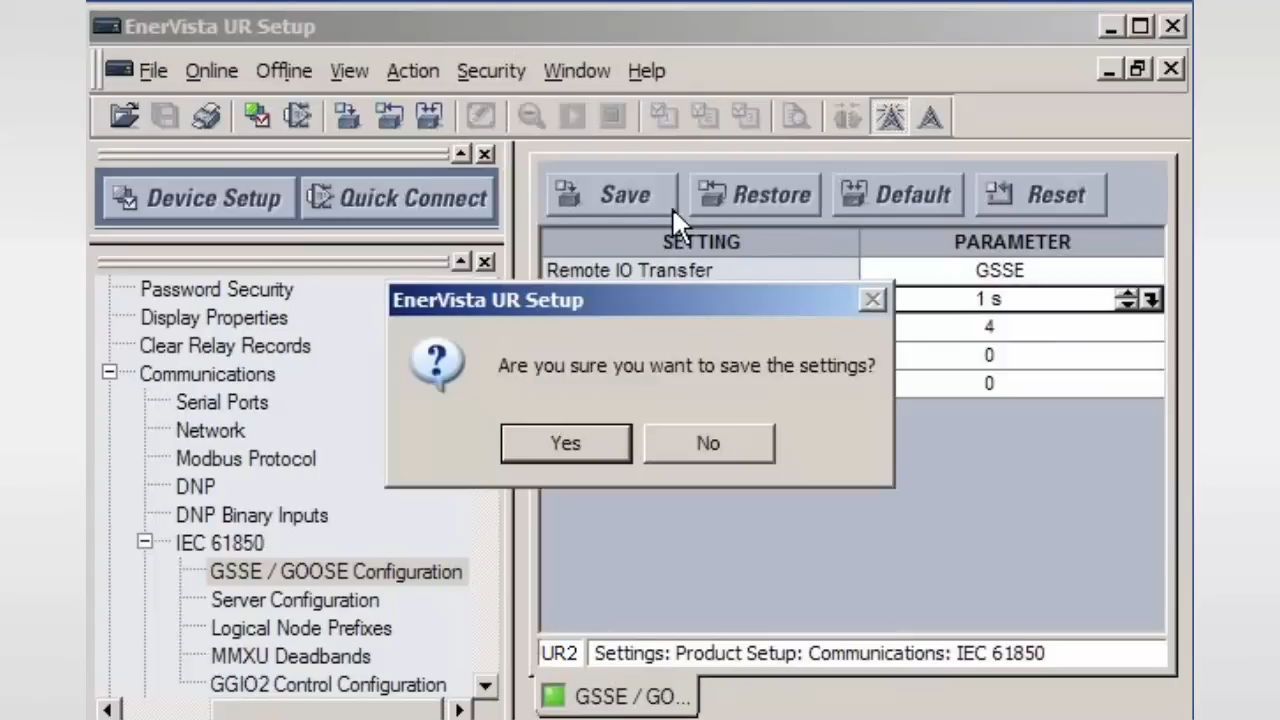 EnerVista UR Setup
File Online Offline View Action Security Window Help
Device Setup Quick Connect
Save Restore Default Reset
SETTING PARAMETER
Remote IO Transfer GSSE
1 s
4
0
0
Password Security
Display Properties
Clear Relay Records
Communications
Serial Ports
Network
Modbus Protocol
DNP
DNP Binary Inputs
IEC 61850
GSSE / GOOSE Configuration
Server Configuration
Logical Node Prefixes
MMXU Deadbands
GGIO2 Control Configuration
EnerVista UR Setup
?
Are you sure you want to save the settings?
Yes No
UR2 Settings: Product Setup: Communications: IEC 61850
GSSE / GO...